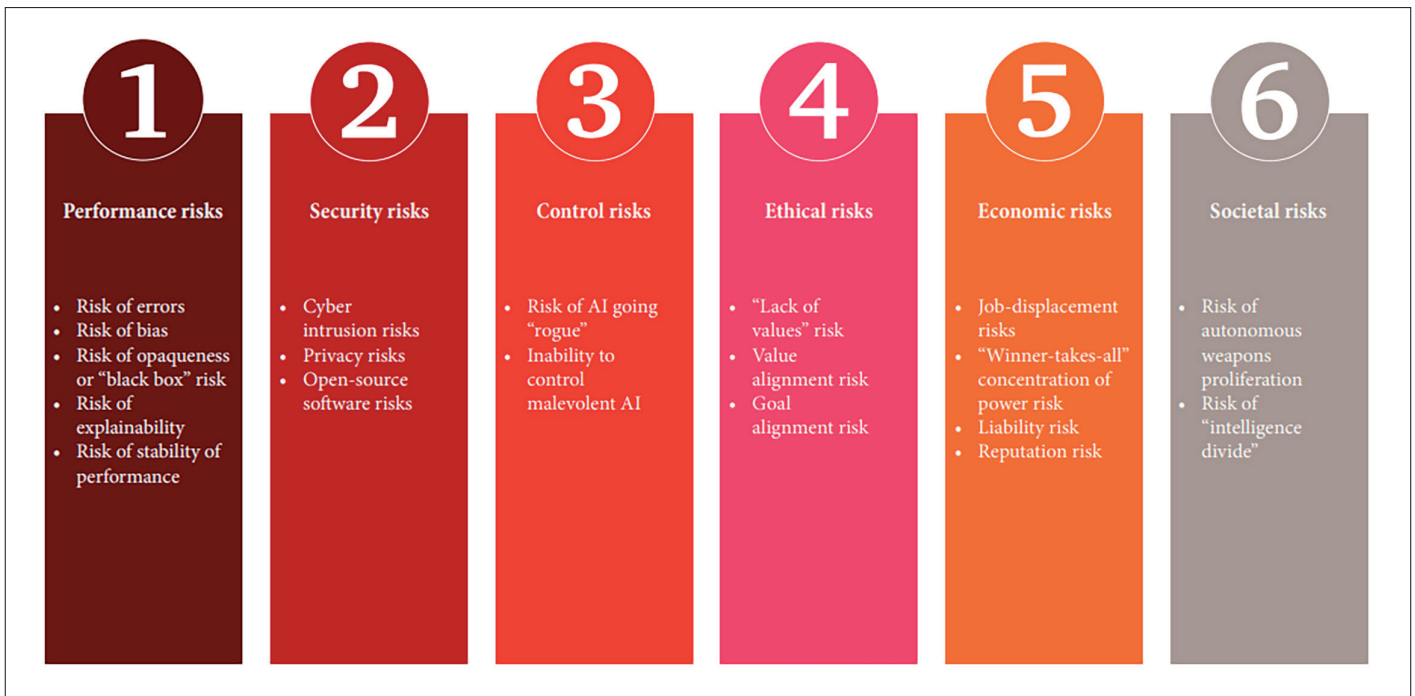 1
Performance risks
• Risk of errors
• Risk of bias
• Risk of opaqueness
or “black box” risk
• Risk of
explainability
• Risk of stability of
performance
2
Security risks
• Cyber
intrusion risks
• Privacy risks
• Open-source
software risks
3
Control risks
• Risk of AI going
“rogue”
• Inability to
control
malevolent AI
4
Ethical risks
• “Lack of
values” risk
• Value
alignment risk
• Goal
alignment risk
5
Economic risks
• Job-displacement
risks
• “Winner-takes-all”
concentration of
power risk
• Liability risk
• Reputation risk
6
Societal risks
• Risk of
autonomous
weapons
proliferation
• Risk of
“intelligence
divide”